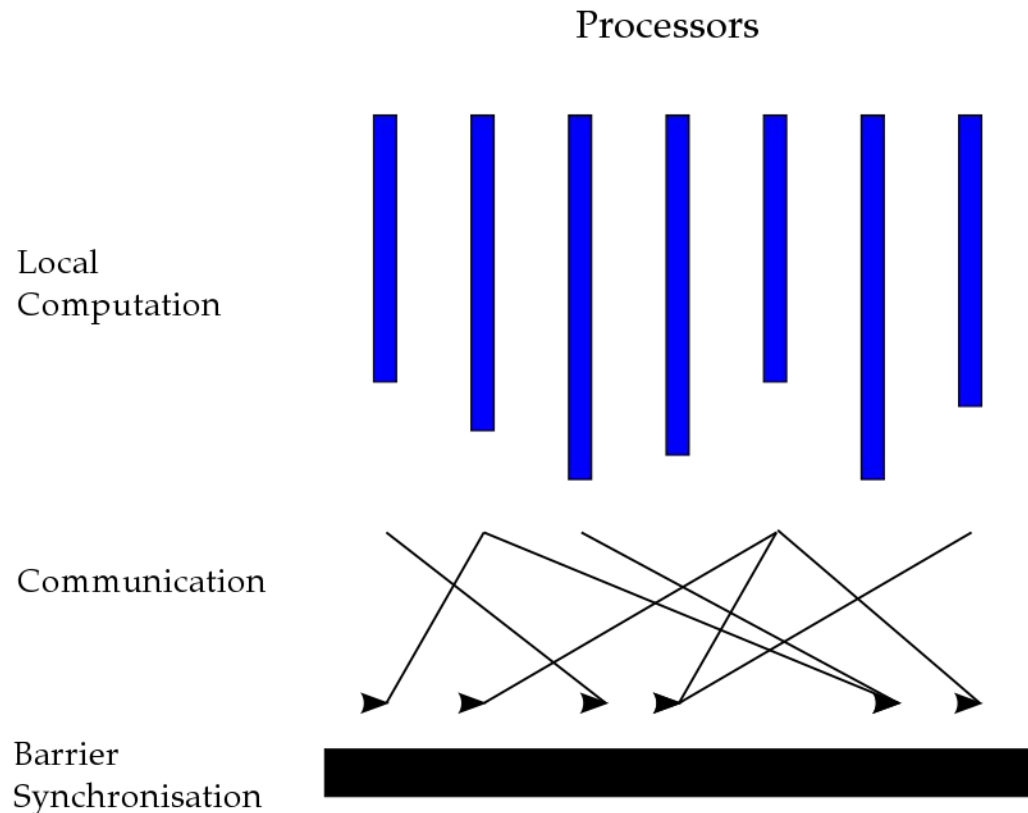 Processors
Local
Computation
Communication
Barrier
Synchronisation